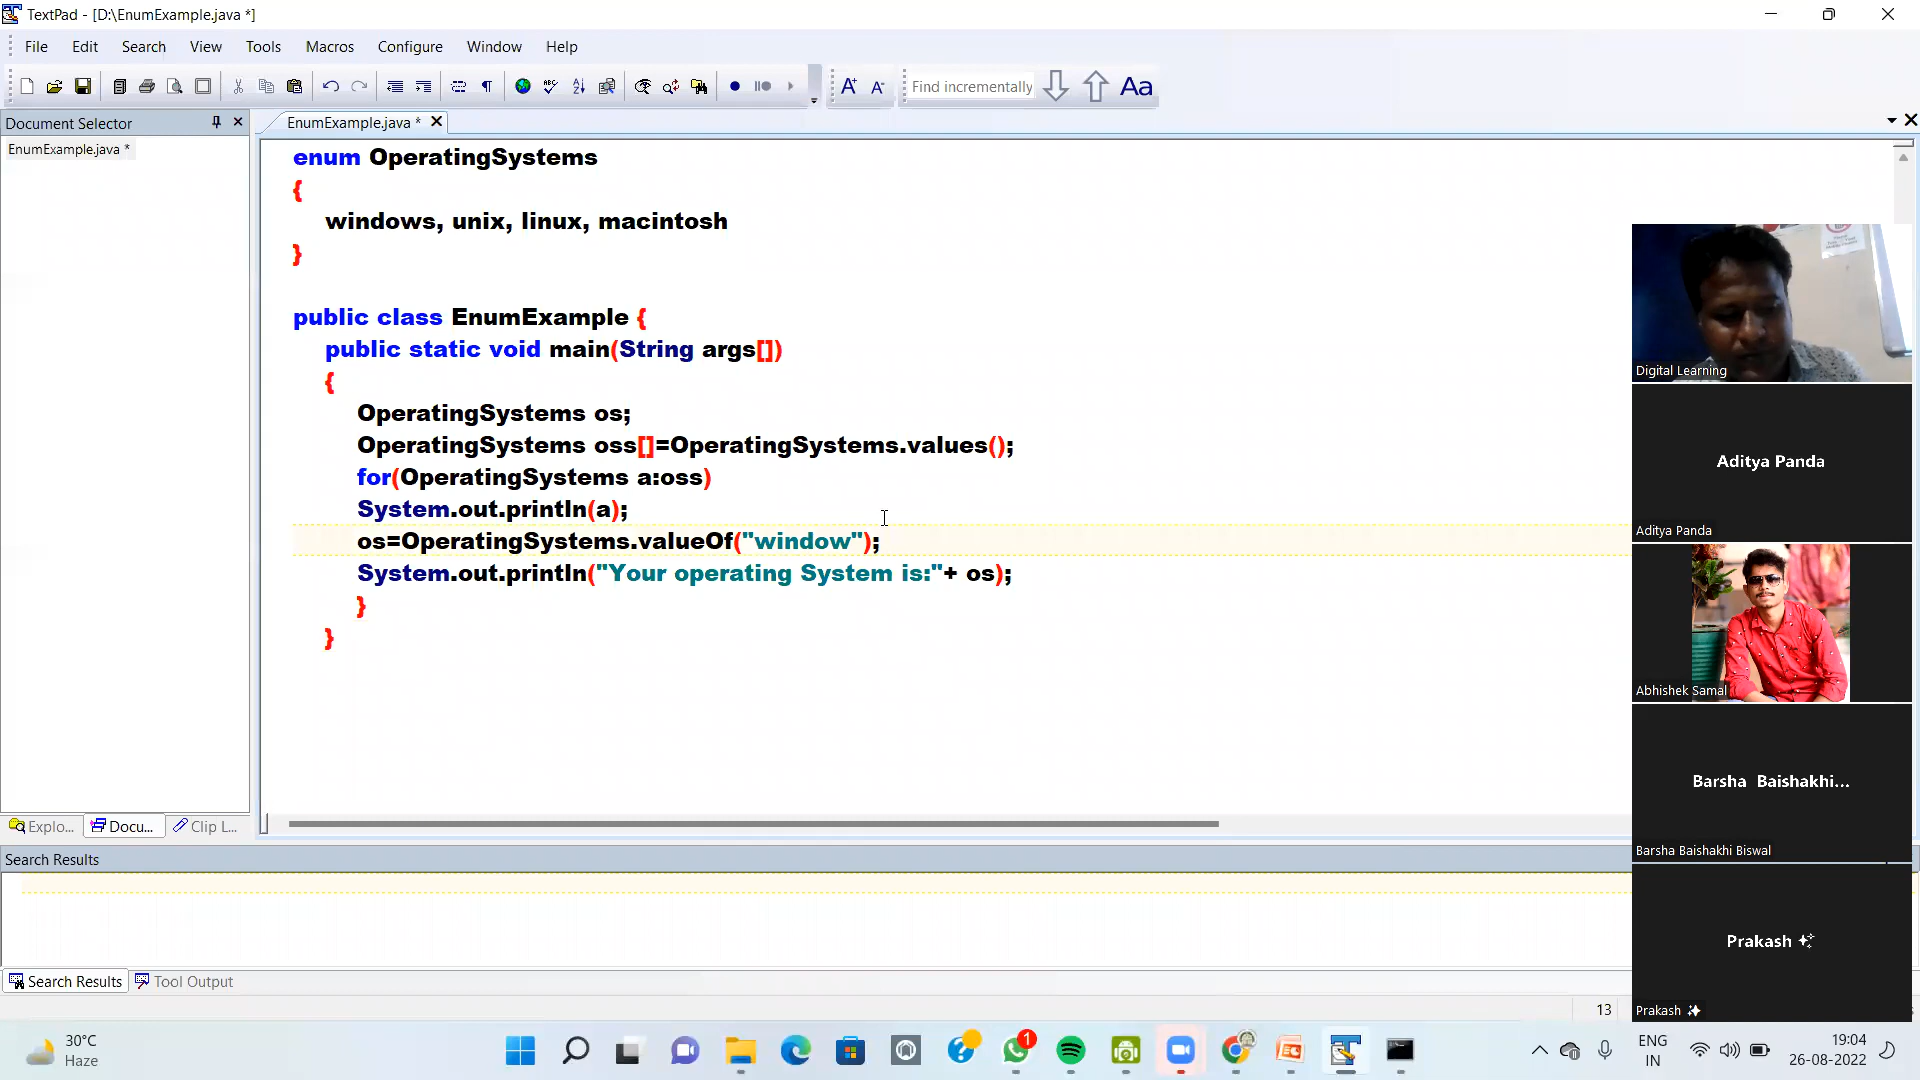 TextPad - [D:\EnumExample.java *]
File Edit Search View Tools Macros Configure Window Help
Find incrementally
Aa
Document Selector
EnumExample.java *
EnumExample.java *
enum OperatingSystems
{
windows, unix, linux, macintosh
}
public class EnumExample {
public static void main(String args[])
{
OperatingSystems os;
OperatingSystems oss[]=OperatingSystems.values();
for(OperatingSystems a:oss)
System.out.println(a);
os=OperatingSystems.valueOf("window");
System.out.println("Your operating System is:"+ os);
}
}
Digital Learning
Aditya Panda
Aditya Panda
Abhishek Samal
Barsha Baishakhi...
Barsha Baishakhi Biswal
Prakash
Prakash
Explo... Docu... Clip L...
Search Results
Search Results Tool Output
13
30°C
Haze
1
ENG
IN
19:04
26-08-2022